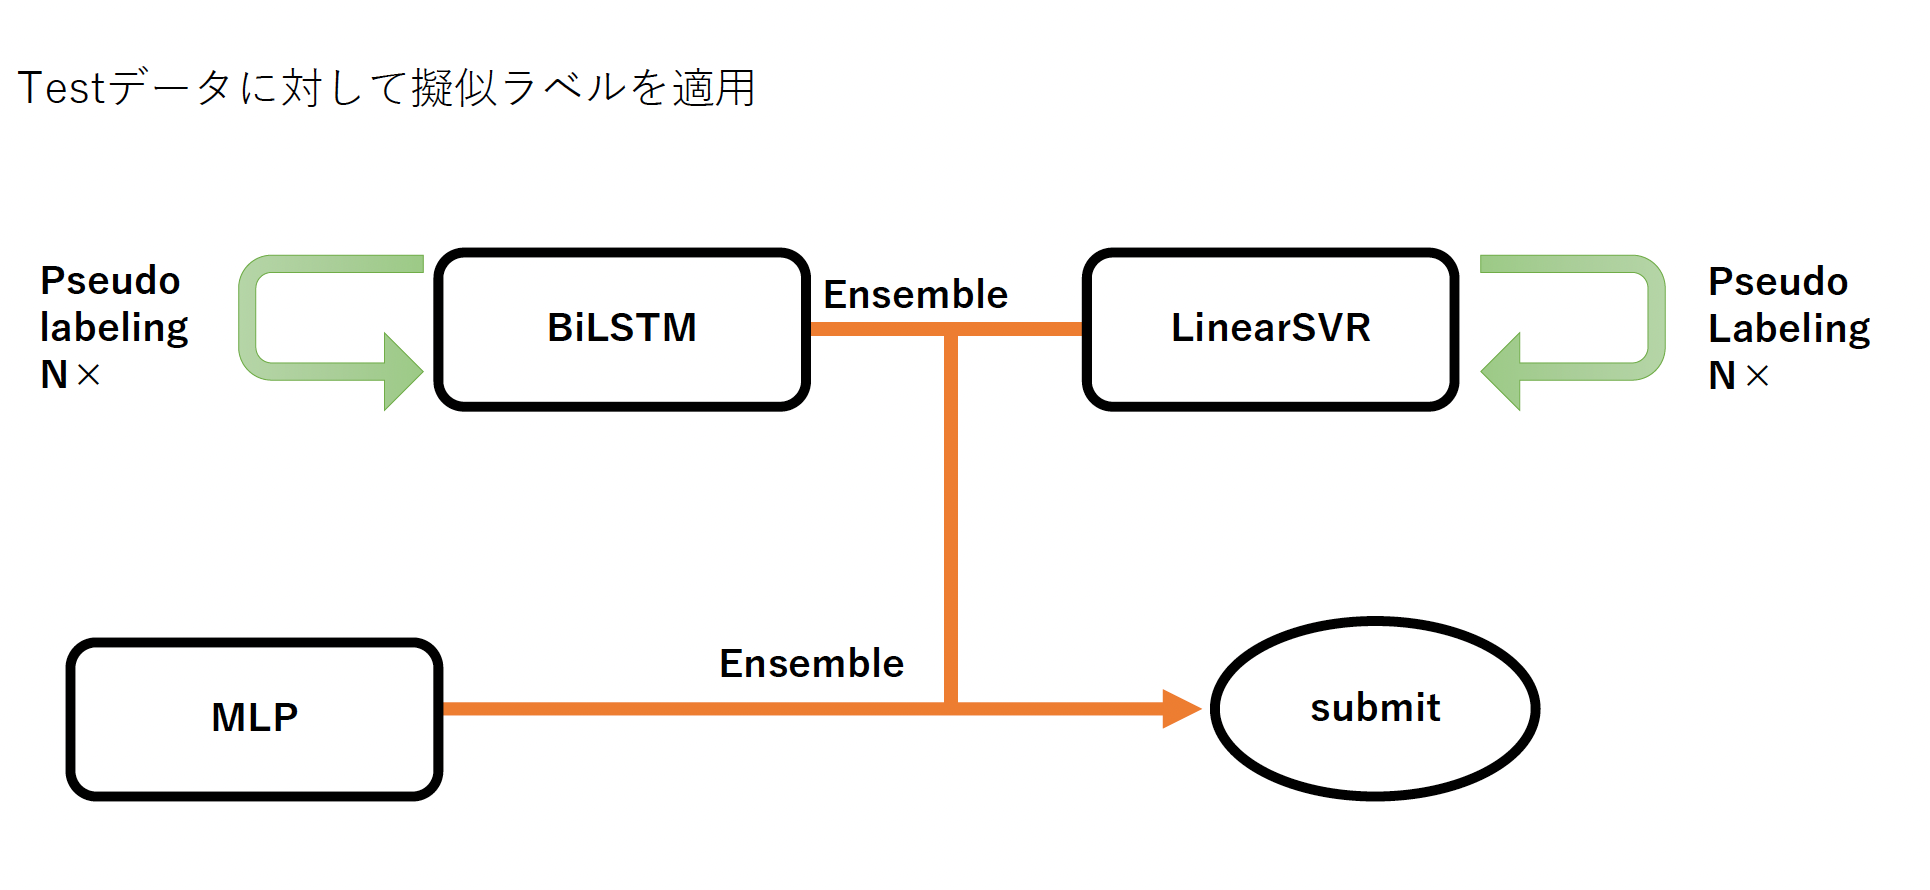 Testデータに対して擬似ラベルを適用
Pseudo
labeling
N×
BiLSTM
Ensemble
LinearSVR
Pseudo
Labeling
N×
MLP
Ensemble
submit